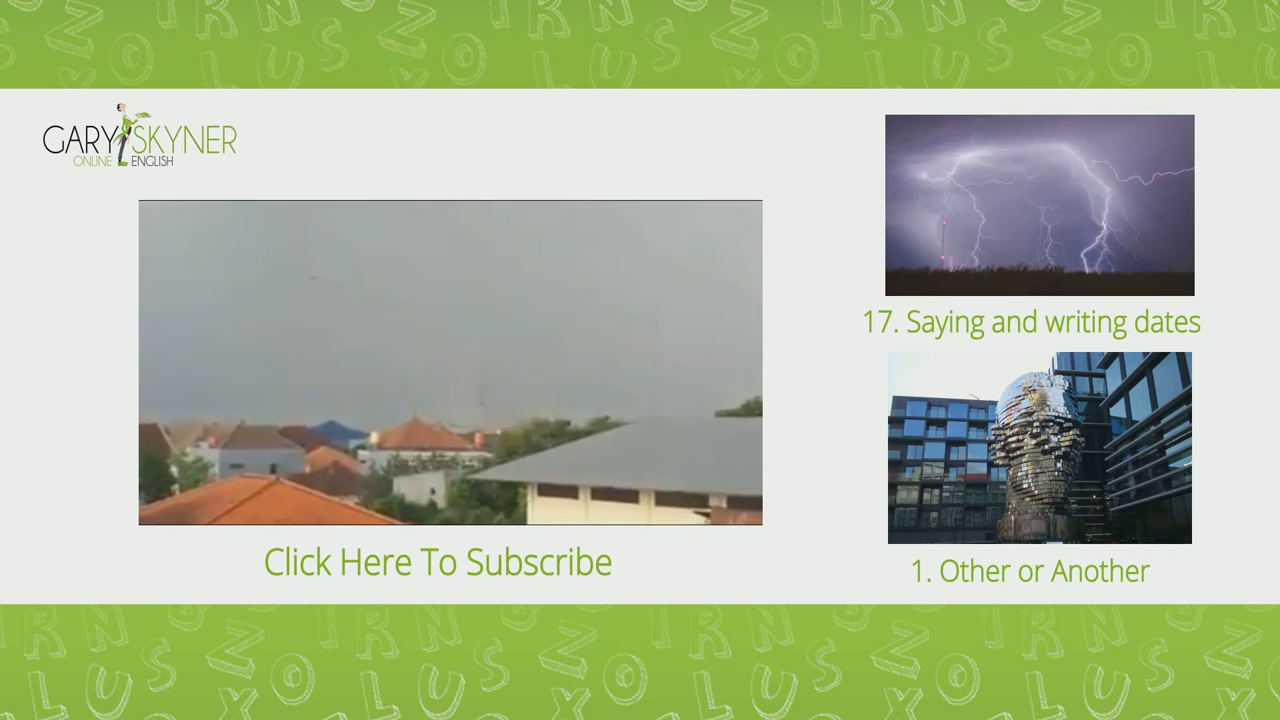 GARY SKYNER
ONLINE ENGLISH
Click Here To Subscribe
17. Saying and writing dates
1. Other or Another